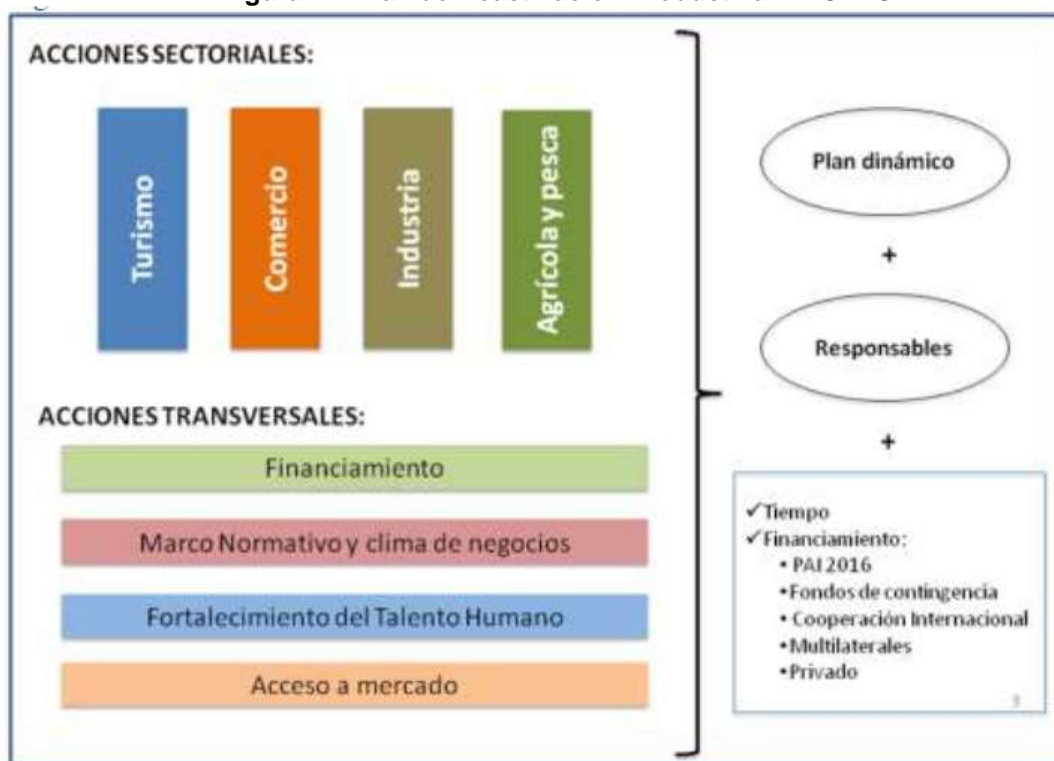 ACCIONES SECTORIALES:
Turismo
Comercio
Industria
Agrícola y pesca
ACCIONES TRANSVERSALES:
Financiamiento
Marco Normativo y clima de negocios
Fortalecimiento del Talento Humano
Acceso a mercado
Plan dinámico
+
Responsables
+
✓Tiempo
✓Financiamiento:
• PAI 2016
•Fondos de contingencia
• Cooperación Internacional
•Multilaterales
•Privado
3